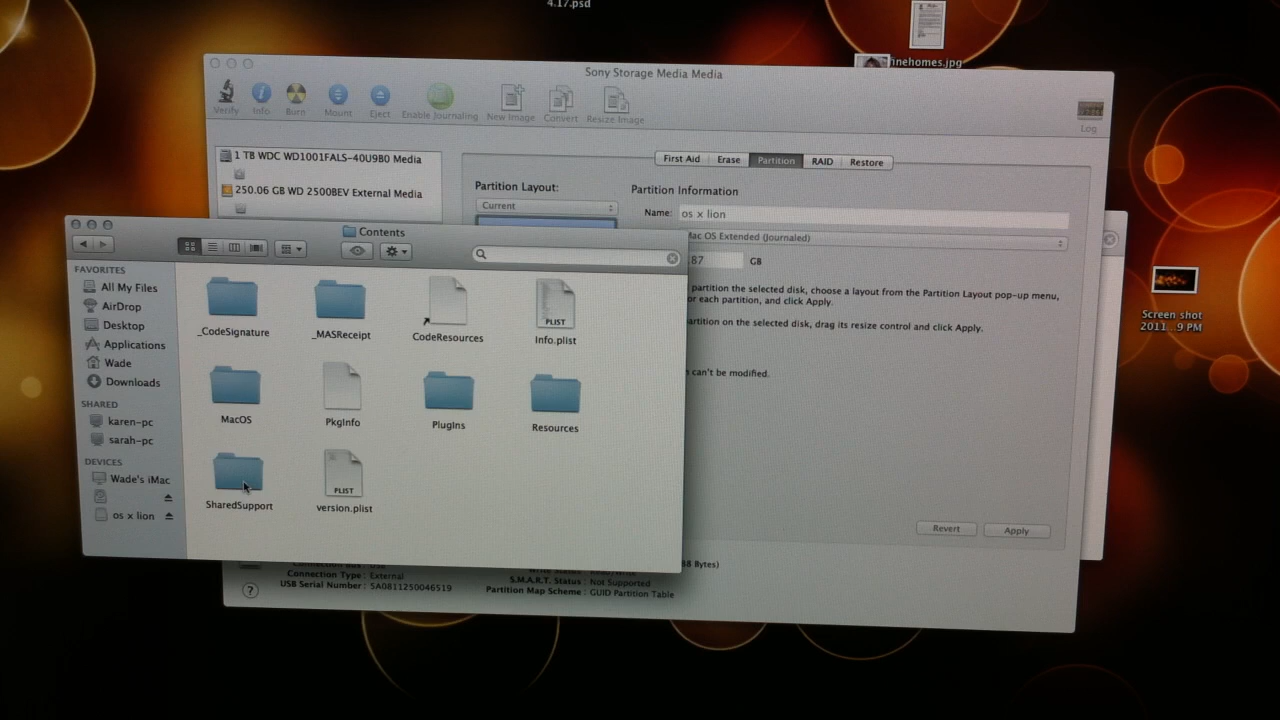 4.17.psd
inehomes.jpg
Sony Storage Media Media
Verify
Info
Burn
Mount
Eject
Enable Journaling
New Image
Convert
Resize Image
Log
1 TB WDC WD1001FALS-40U9B0 Media
250.06 GB WD 2500BEV External Media
First Aid
Erase
Partition
RAID
Restore
Partition Layout:
Current
Partition Information
Name: os x lion
Mac OS Extended (Journaled)
.87 GB
partition the selected disk, choose a layout from the Partition Layout pop-up menu,
or each partition, and click Apply.
artition on the selected disk, drag its resize control and click Apply.
can't be modified.
Revert
Apply
Contents
FAVORITES
All My Files
AirDrop
Desktop
Applications
Wade
Downloads
SHARED
karen-pc
sarah-pc
DEVICES
Wade's iMac
os x lion
_CodeSignature
_MASReceipt
CodeResources
PLIST
Info.plist
MacOS
PkgInfo
PlugIns
Resources
SharedSupport
PLIST
version.plist
Screen shot
2011...9 PM
88 Bytes)
Connection Type : External
USB Serial Number : 5A0811250046519
S.M.A.R.T. Status : Not Supported
Partition Map Scheme : GUID Partition Table
?